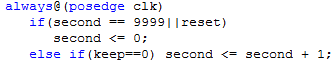 always@(posedge clk)
if(second == 9999||reset)
second <= 0;
else if(keep==0) second <= second + 1;